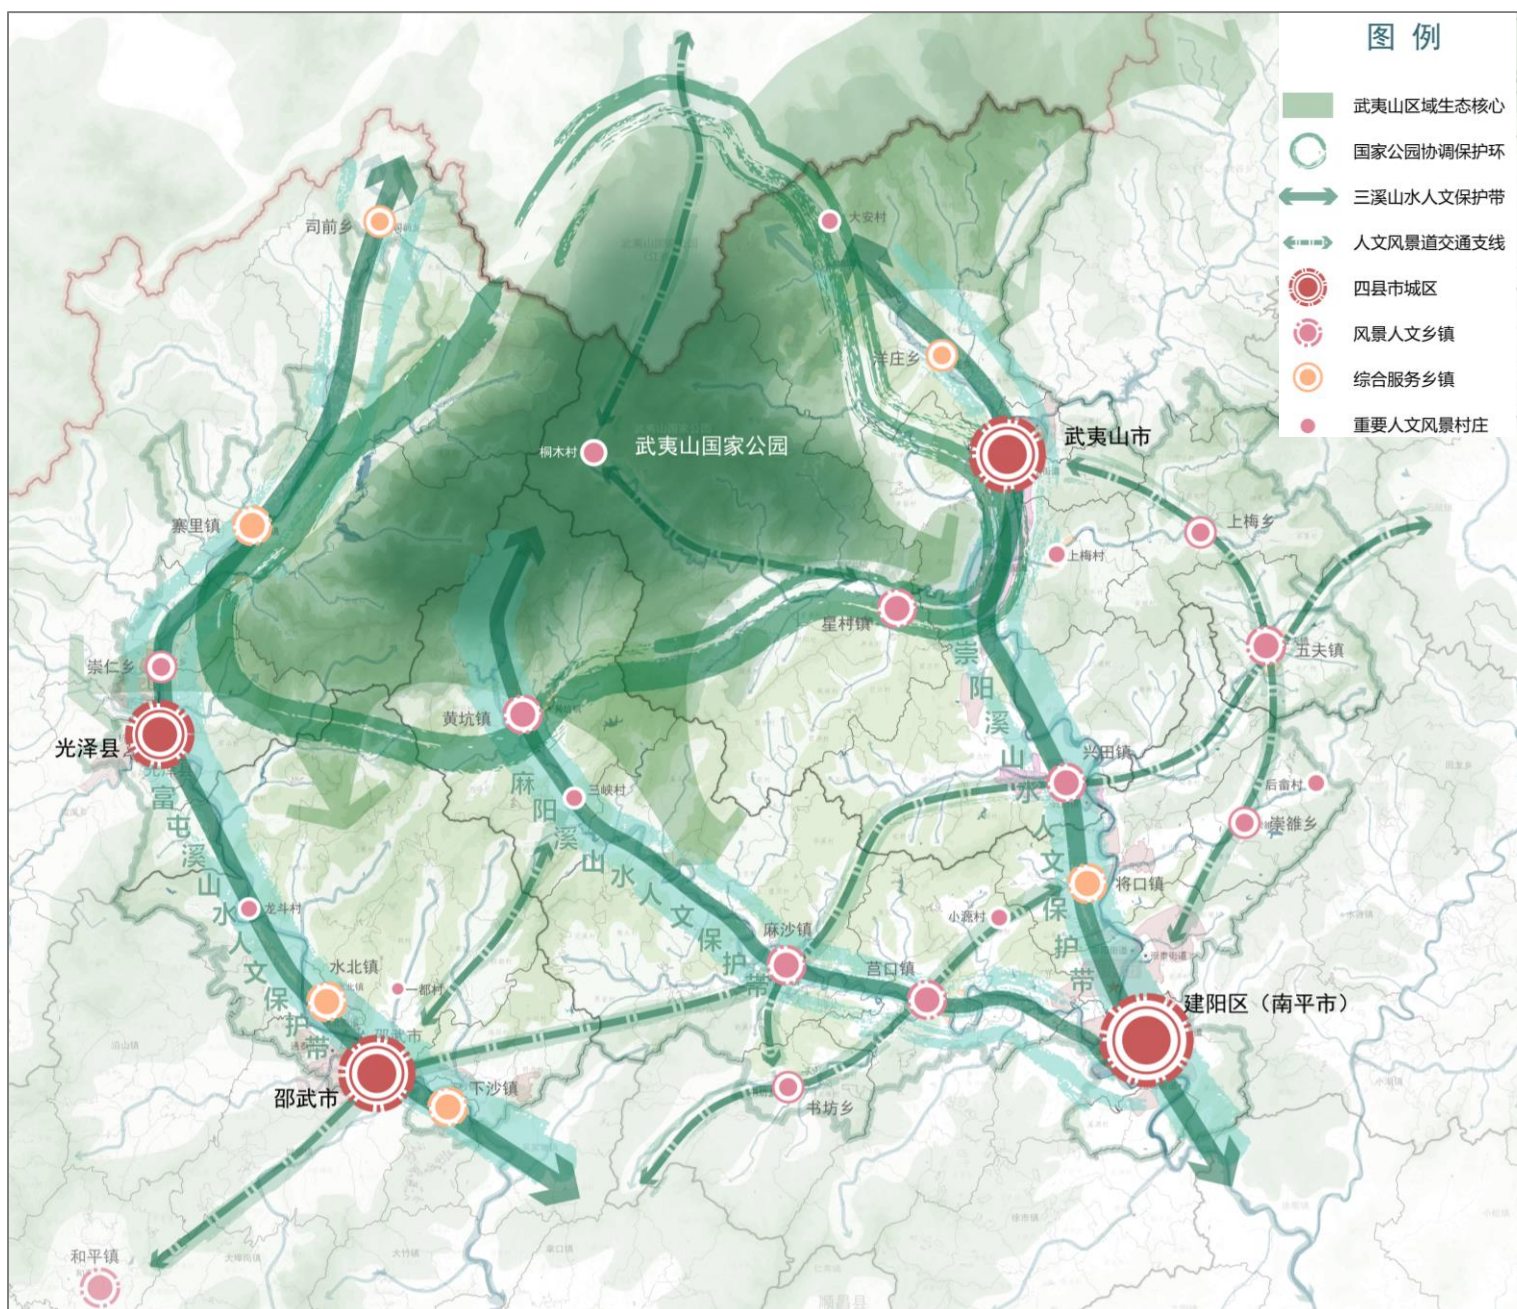 图 例
武夷山区域生态核心
国家公园协调保护环
三溪山水人文保护带
人文风景道交通支线
四县市城区
风景人文乡镇
综合服务乡镇
重要人文风景村庄
司前乡
大安村
洋庄乡
武夷山市
桐木村
武夷山国家公园
寨里镇
上梅乡
上梅村
星村镇
五夫镇
崇仁乡
黄坑镇
光泽县
三峡村
兴田镇
后畲村
崇雒乡
将口镇
龙斗村
小源村
麻沙镇
莒口镇
水北镇
一都村
建阳区（南平市）
邵武市
下沙镇
书坊乡
和平镇
富屯溪山水人文保护带
麻阳溪山水人文保护带
崇阳溪山水人文保护带
邵武市
大竹镇
顺昌县